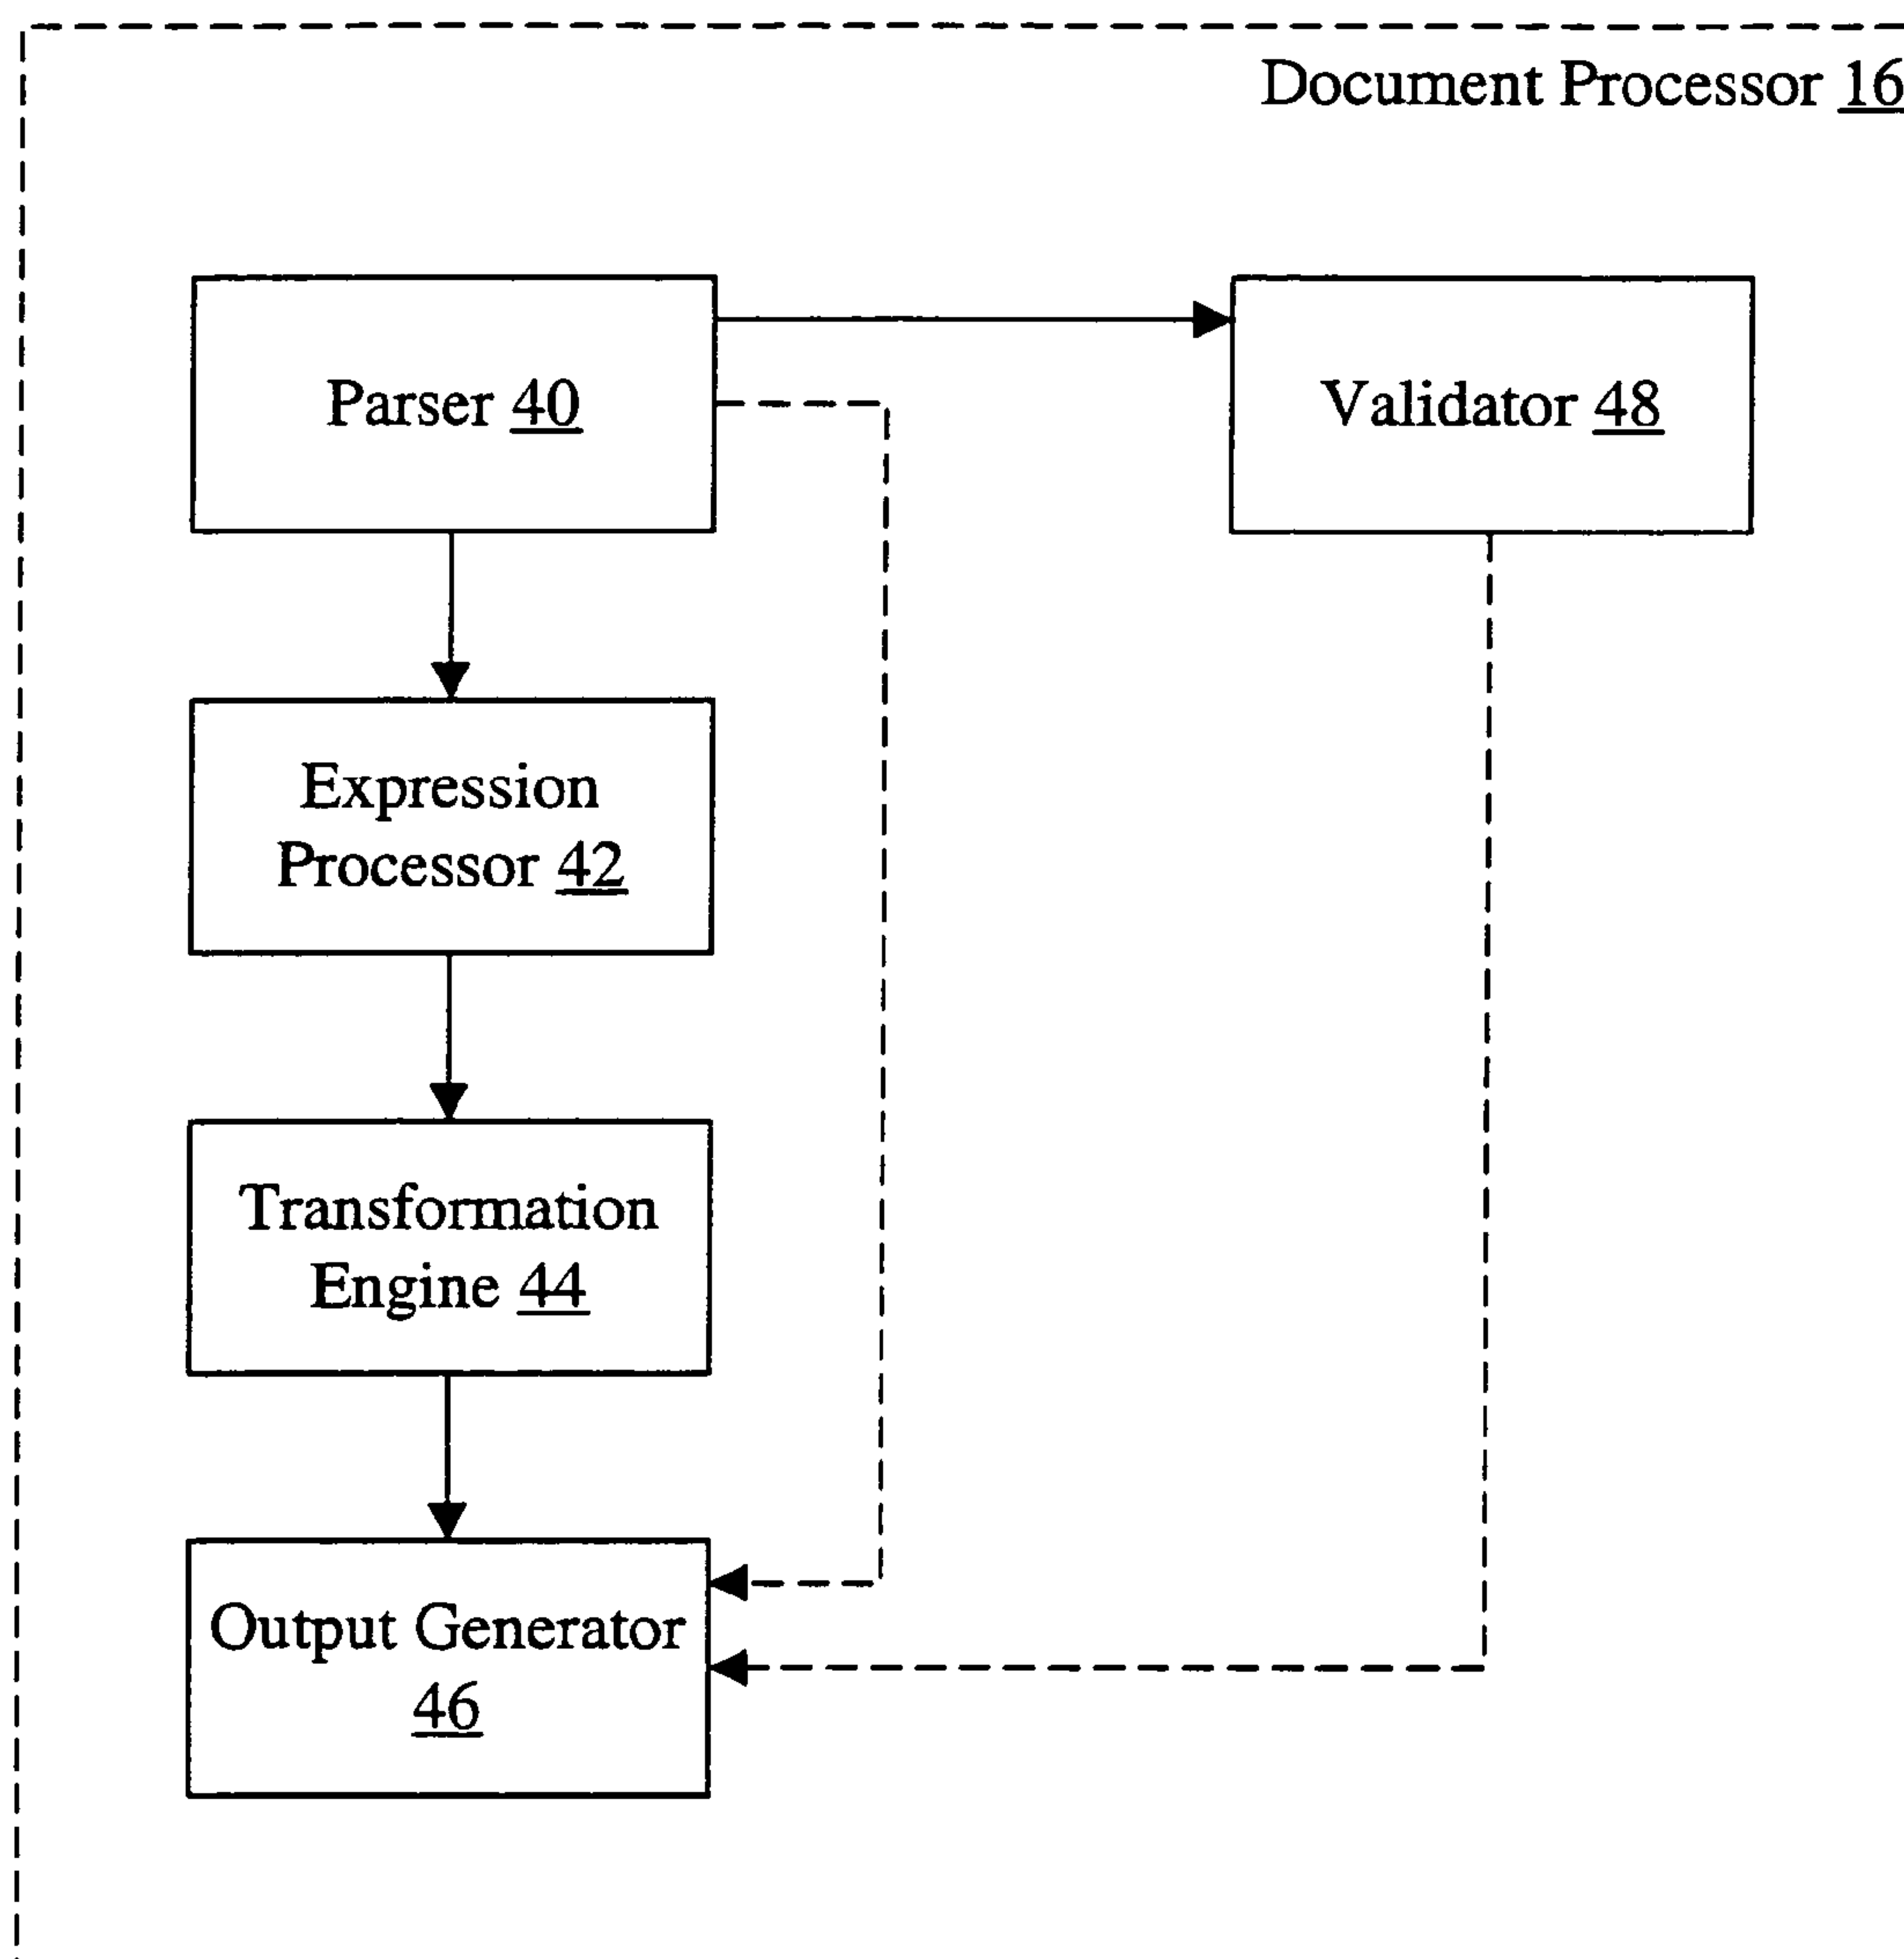 Document Processor 16
Parser 40
Validator 48
Expression
Processor 42
Transformation
Engine 44
Output Generator
46